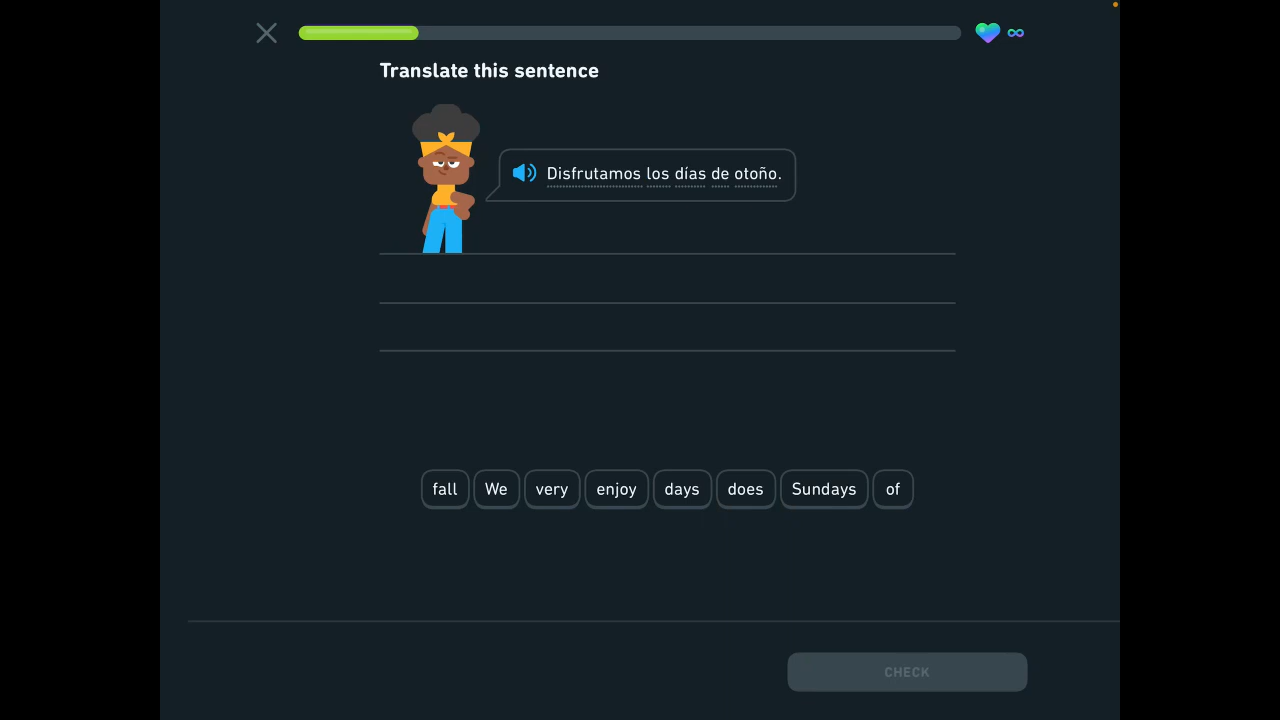 ∞
Translate this sentence
Disfrutamos los días de otoño.
fall We very enjoy days does Sundays of
CHECK